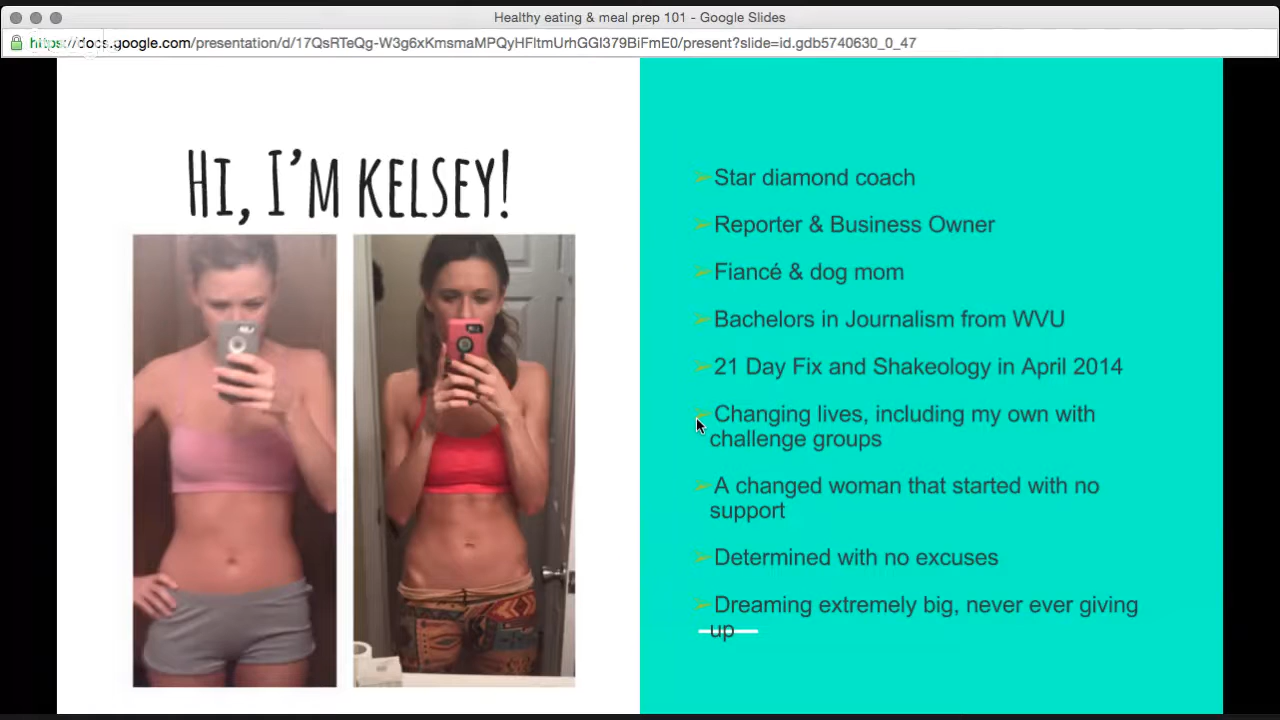 Healthy eating & meal prep 101 - Google Slides
https://docs.google.com/presentation/d/17QsRTeQg-W3g6xKmsmaMPQyHFltmUrhGGl379BiFmE0/present?slide=id.gdb5740630_0_47
HI, I'M KELSEY!
➢ Star diamond coach
➢ Reporter & Business Owner
➢ Fiancé & dog mom
➢ Bachelors in Journalism from WVU
➢ 21 Day Fix and Shakeology in April 2014
➢ Changing lives, including my own with
challenge groups
➢ A changed woman that started with no
support
➢ Determined with no excuses
➢ Dreaming extremely big, never ever giving
up